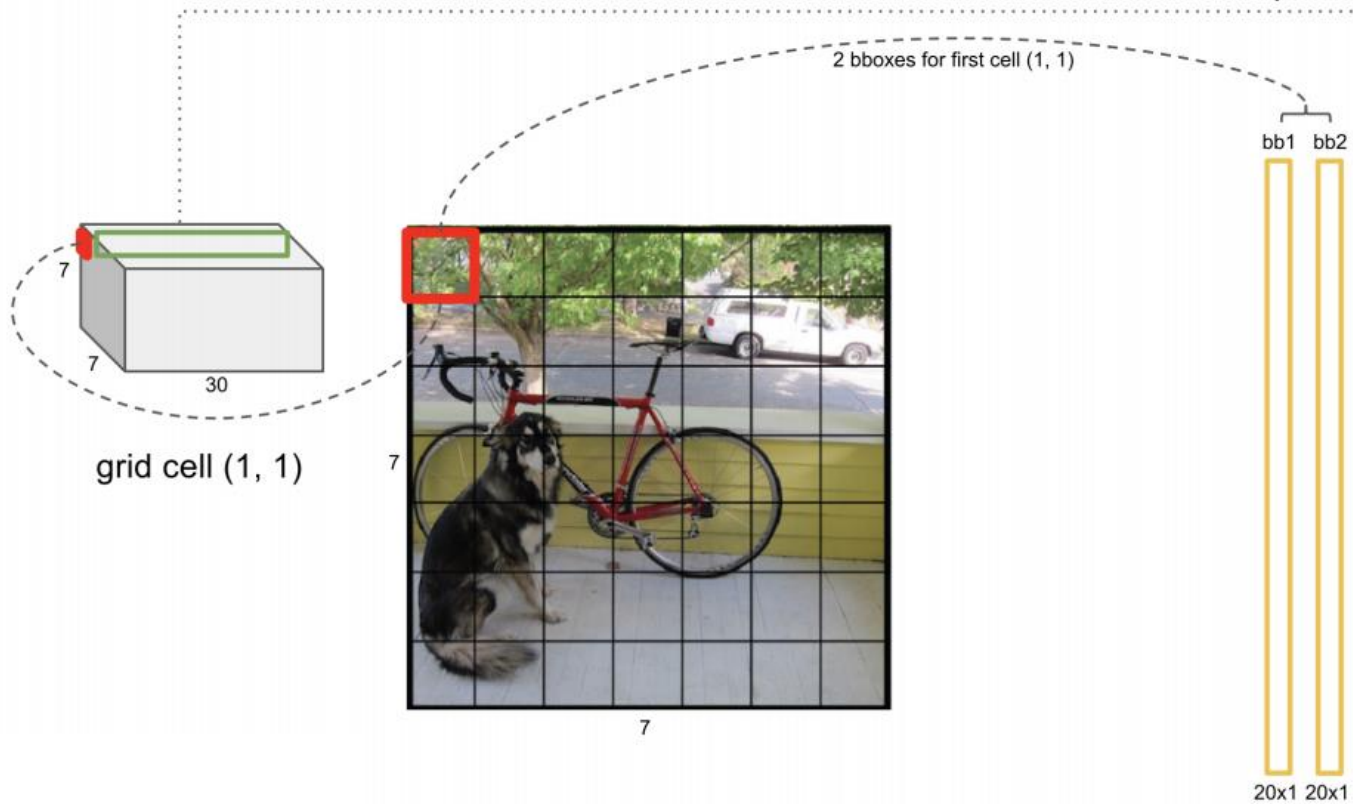 2 bboxes for first cell (1, 1)
bb1 bb2
7
7
30
grid cell (1, 1)
7
7
20x1 20x1